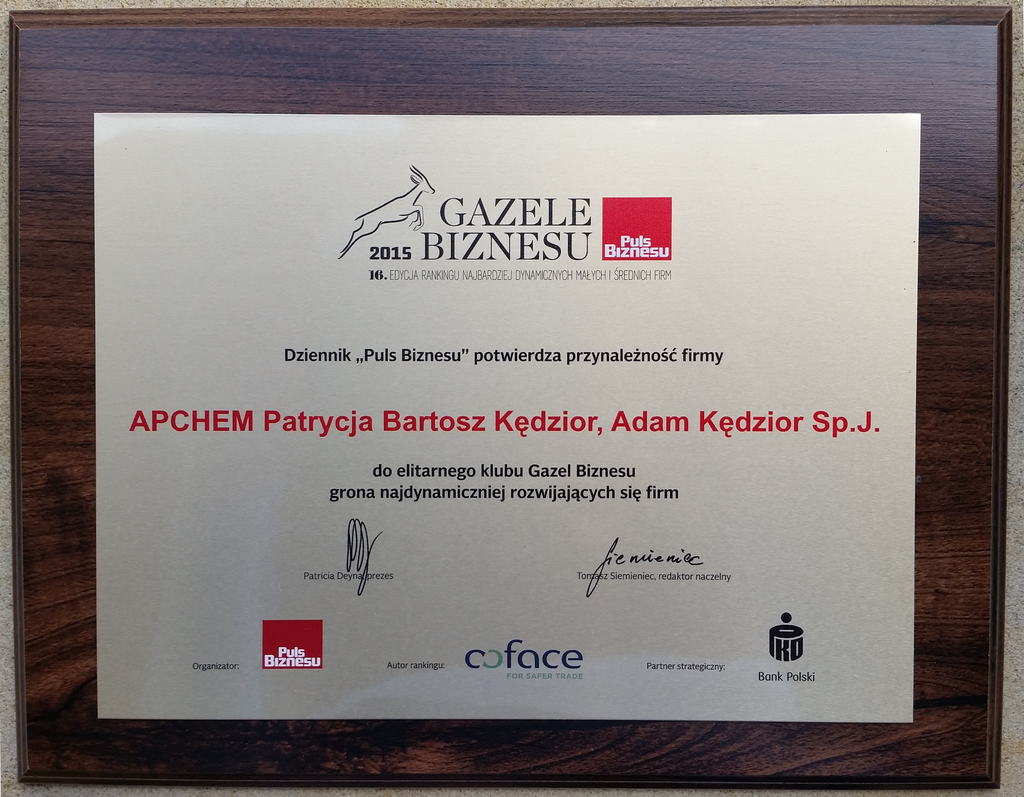 GAZELE
2015 BIZNESU
Puls
Biznesu
16. EDYCJA RANKINGU NAJBARDZIEJ DYNAMICZNYCH MAŁYCH I ŚREDNICH FIRM
Dziennik „Puls Biznesu” potwierdza przynależność firmy
APCHEM Patrycja Bartosz Kędzior, Adam Kędzior Sp.J.
do elitarnego klubu Gazel Biznesu
grona najdynamiczniej rozwijających się firm
Siemieniec
Patricia Deyna, prezes
Tomasz Siemieniec, redaktor naczelny
Organizator:
Puls
Biznesu
Autor rankingu:
coface
FOR SAFER TRADE
Partner strategiczny:
PKO
Bank Polski